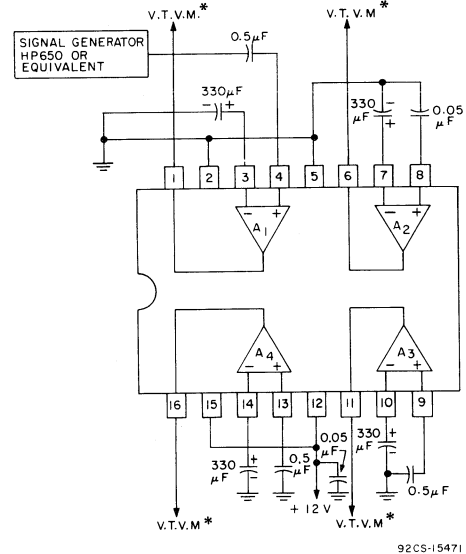 V.T.V.M.*
V.T.V.M*
SIGNAL GENERATOR
HP650 OR
EQUIVALENT
0.5μF
330μF
- +
330
μF
-
+
0.05
μF
1 2 3 4 5 6 7 8
- +
A1
- +
A2
A4
- +
A3
- +
16 15 14 13 12 11 10 9
330
μF
+
-
0.5
μF
0.05
μF
330
μF
+
-
0.5μF
+ 12 V
V.T.V.M*
V.T.V.M*
92CS-15471